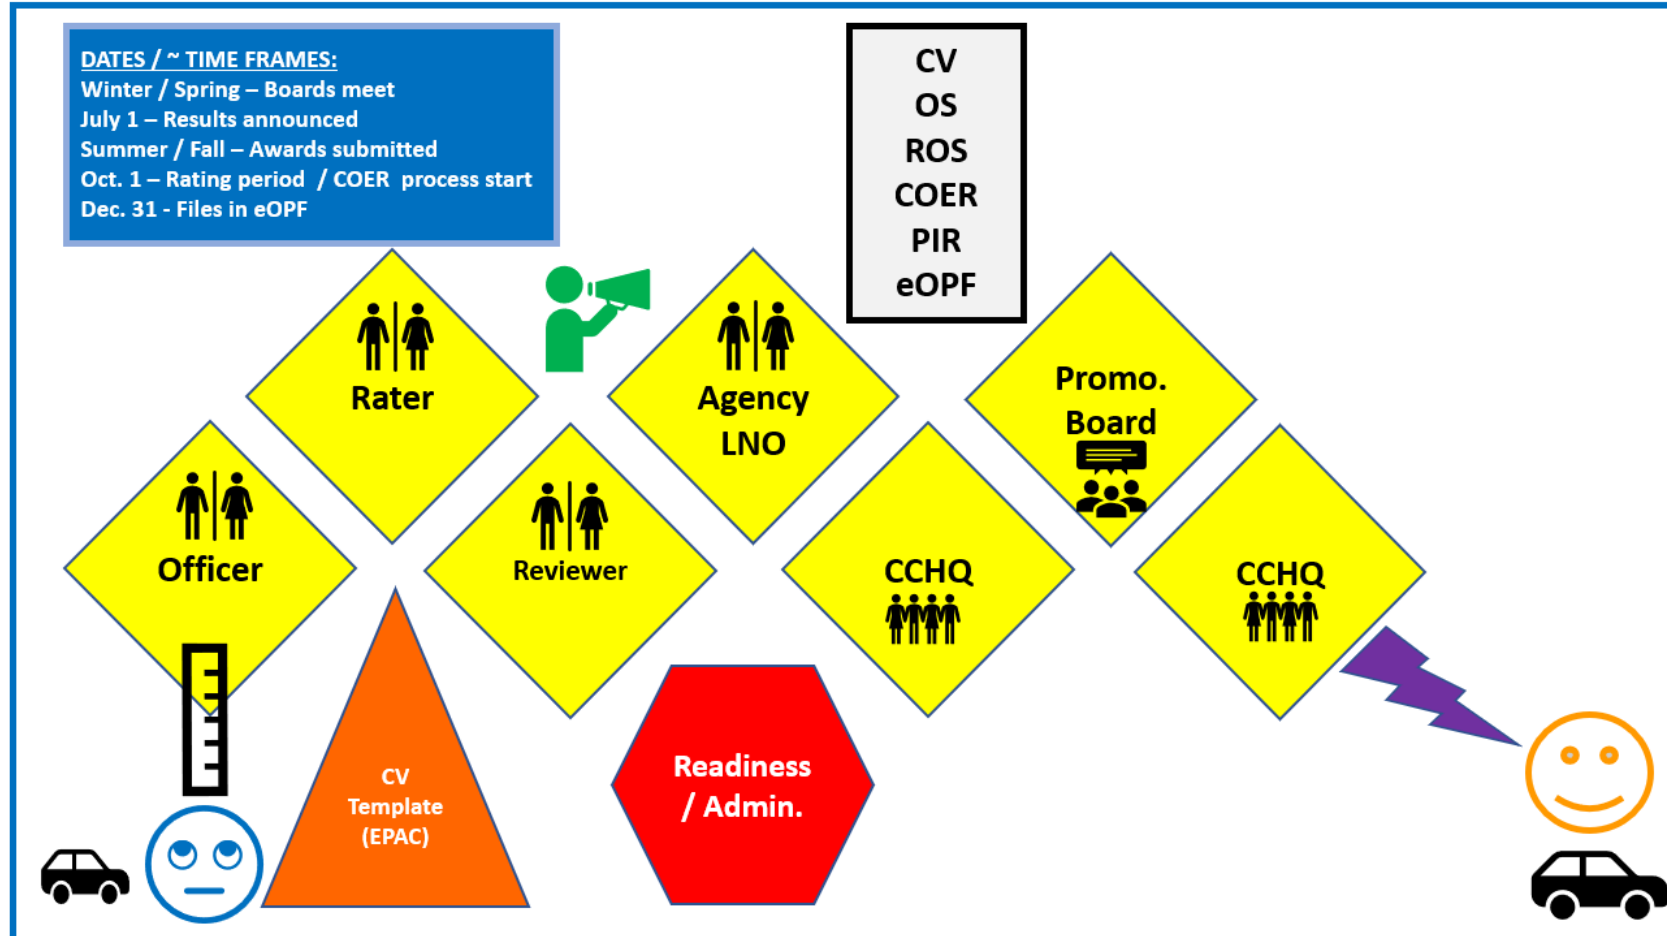 DATES / ~ TIME FRAMES:
Winter / Spring – Boards meet
July 1 – Results announced
Summer / Fall – Awards submitted
Oct. 1 – Rating period  / COER  process start
Dec. 31 - Files in eOPF
CV
OS
ROS
COER
PIR
eOPF
Officer
Rater
Reviewer
Agency
LNO
CCHQ
Promo.
Board
CCHQ
CV
Template
(EPAC)
Readiness
/ Admin.